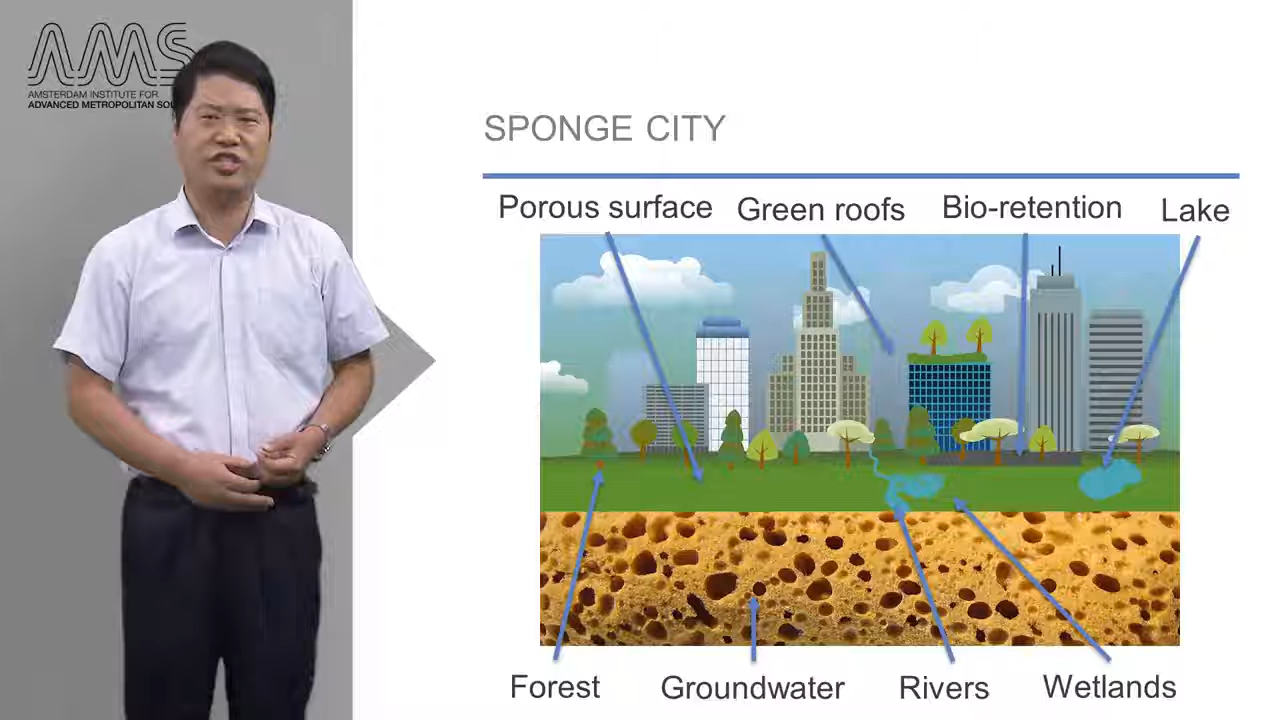 AMS
AMSTERDAM INSTITUTE FOR
ADVANCED METROPOLITAN
SPONGE CITY
Porous surface Green roofs Bio-retention Lake
Forest Groundwater Rivers Wetlands